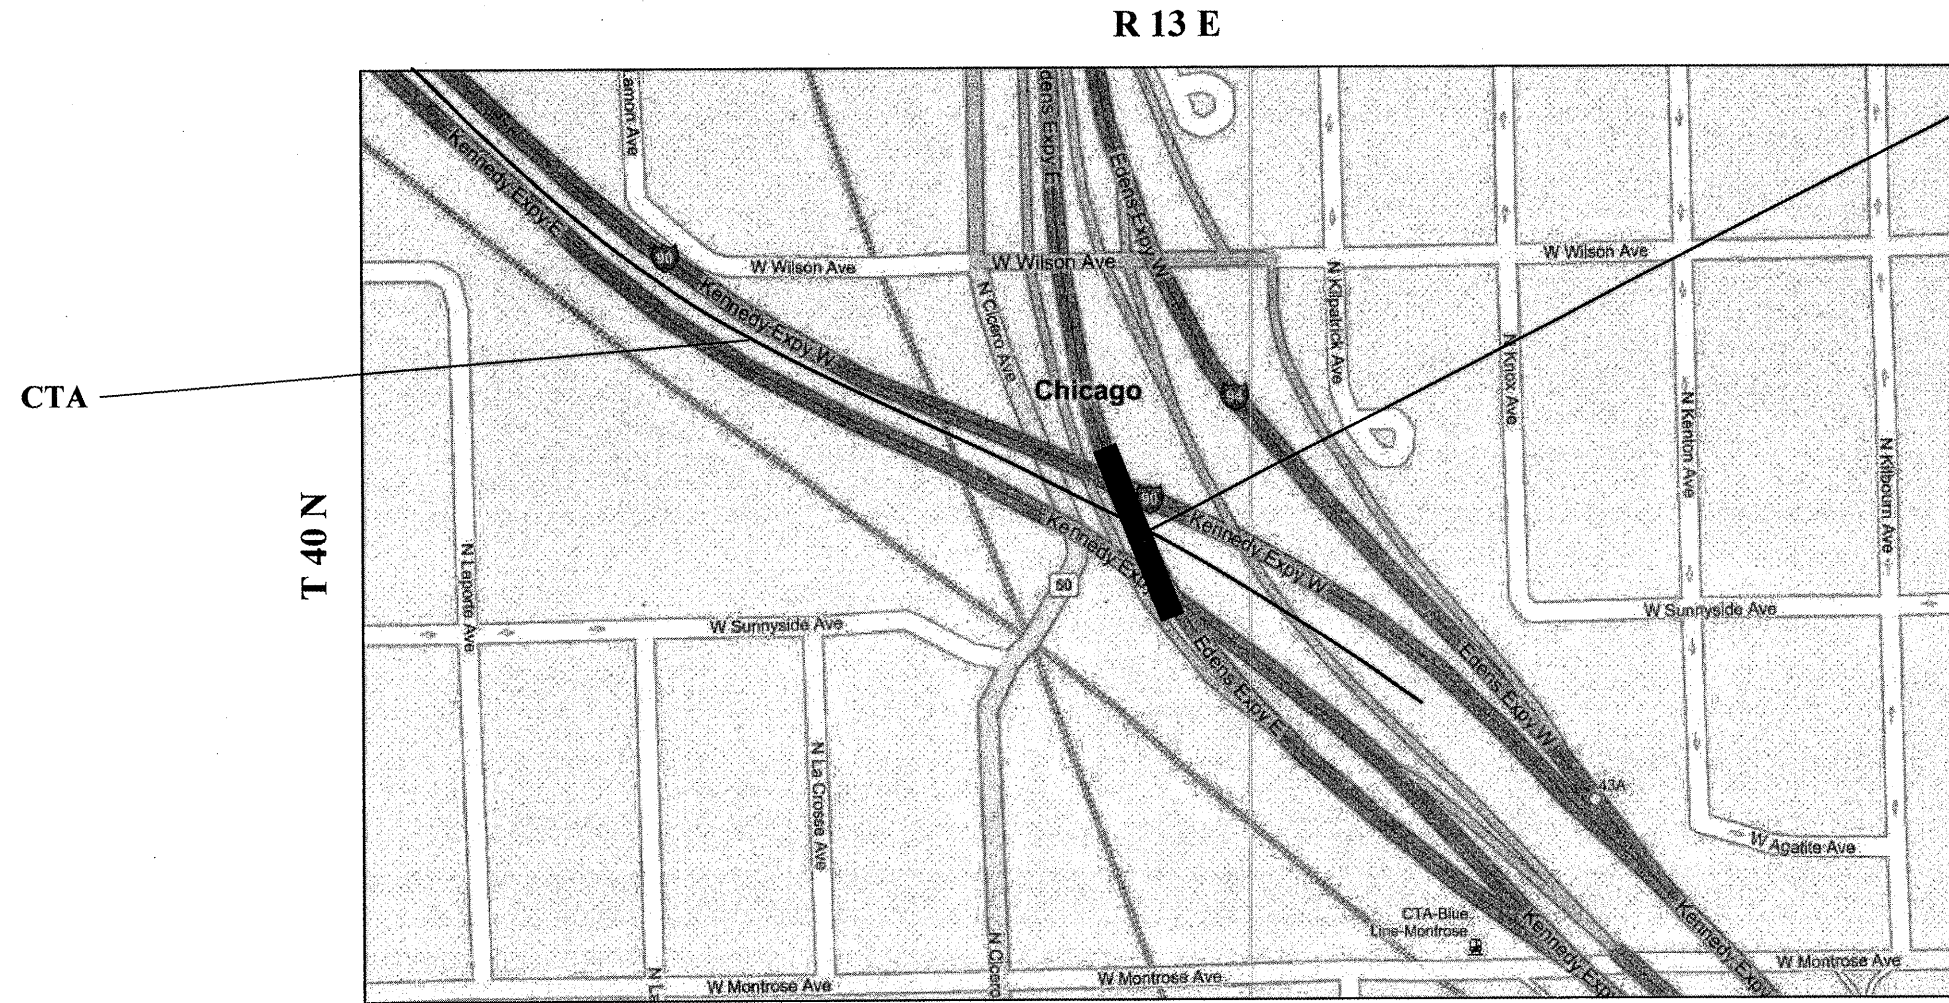 R 13 E
CTA
T 40 N
Lamon Ave
Kennedy Expy E
90
W Wilson Ave
Kennedy Expy W
Edens Expy E
Edens Expy W
W Wilson Ave
N Cicero Ave
Chicago
94
N Kilpatrick Ave
W Wilson Ave
N Knox Ave
N Kenton Ave
N Kilbourn Ave
N Laporte Ave
90
Kennedy Expy
Kennedy Expy W
50
W Sunnyside Ave
W Sunnyside Ave
Edens Expy E
Edens Expy W
43A
N La Crosse Ave
W Agatite Ave
CTA-Blue
Line-Montrose
N La
N Cicero
Kennedy Expy
Kennedy Expy
W Montrose Ave
W Montrose Ave
W Montrose Ave